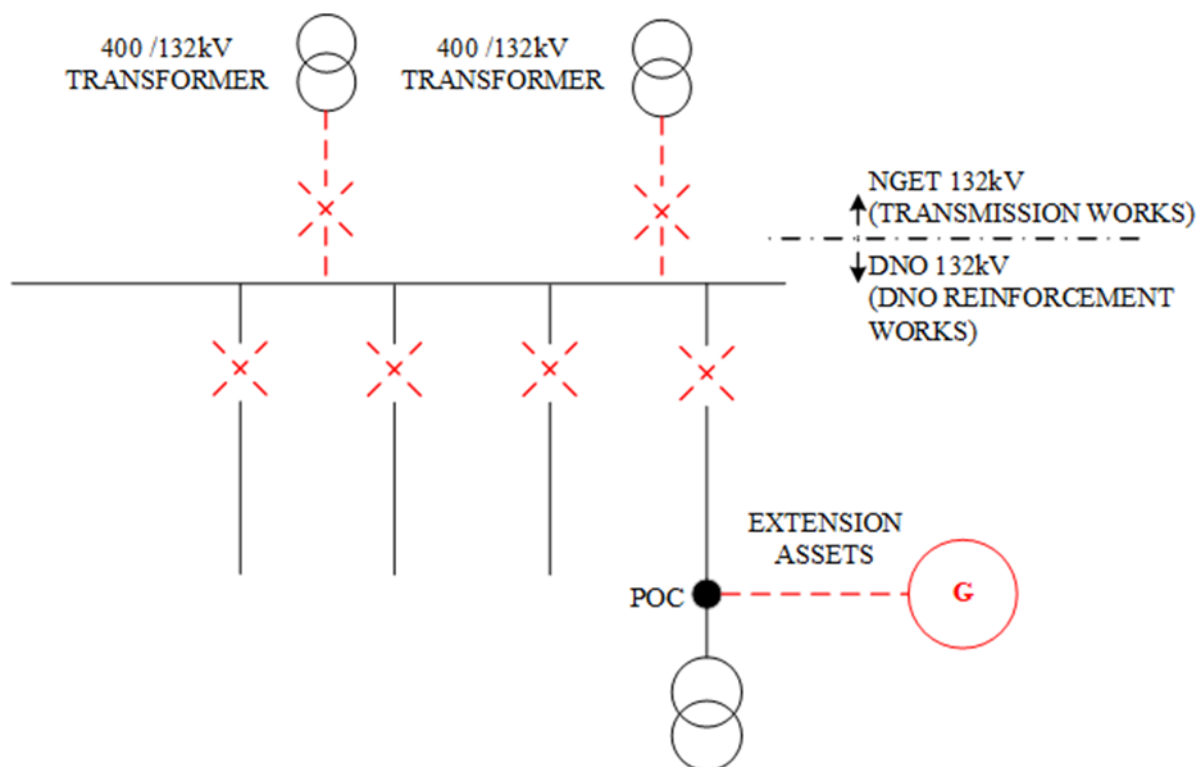 400 /132kV
TRANSFORMER
400 /132kV
TRANSFORMER
NGET 132kV
(TRANSMISSION WORKS)
DNO 132kV
(DNO REINFORCEMENT
WORKS)
EXTENSION
ASSETS
POC
G